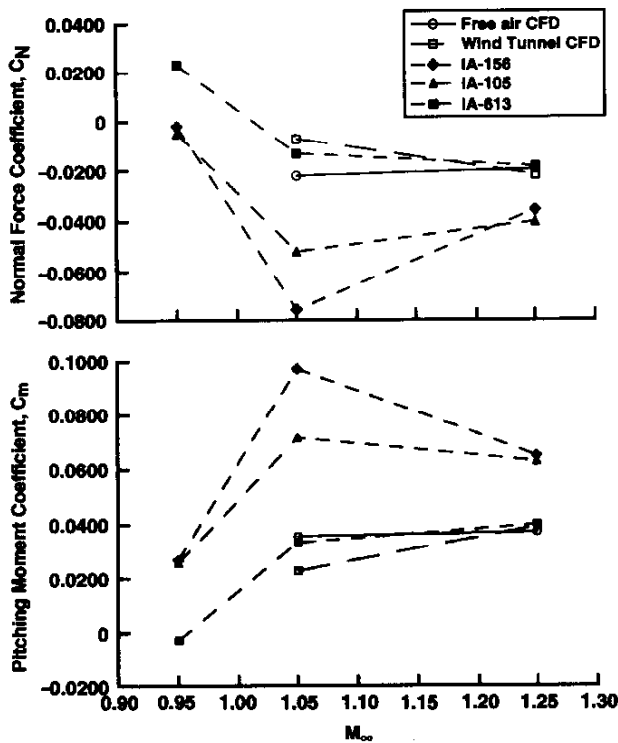 Free air CFD
Wind Tunnel CFD
IA-156
IA-105
IA-613
Normal Force Coefficient, CN
0.0400
0.0200
0
−0.0200
−0.0400
−0.0600
−0.0800
Pitching Moment Coefficient, Cm
0.1000
0.0800
0.0600
0.0400
0.0200
0
−0.0200
0.90 0.95 1.00 1.05 1.10 1.15 1.20 1.25 1.30
M∞